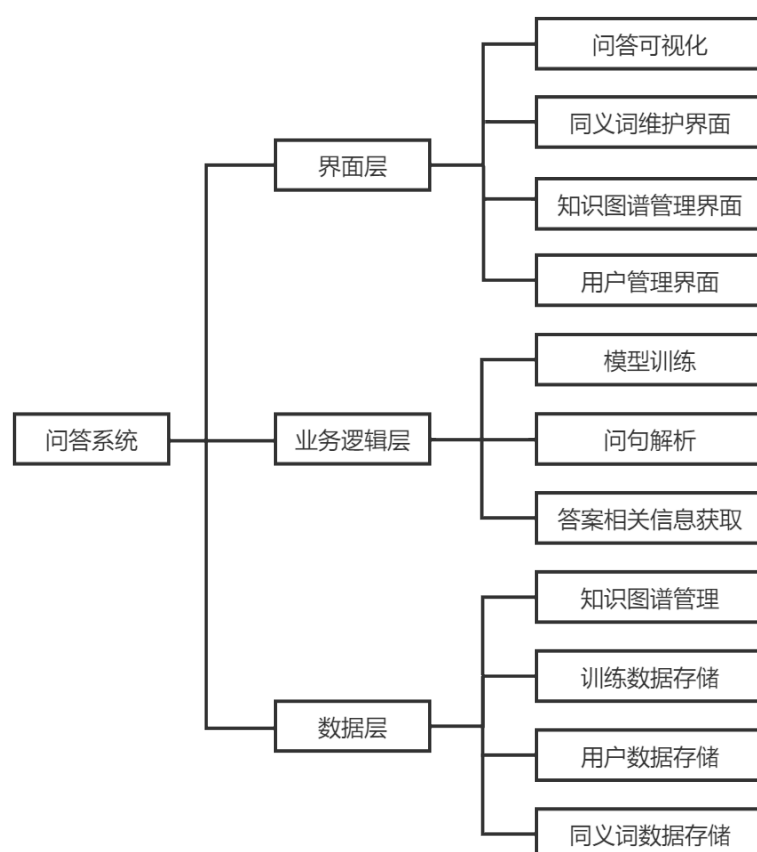 问答可视化
同义词维护界面
界面层
知识图谱管理界面
用户管理界面
模型训练
问答系统
业务逻辑层
问句解析
答案相关信息获取
知识图谱管理
训练数据存储
数据层
用户数据存储
同义词数据存储